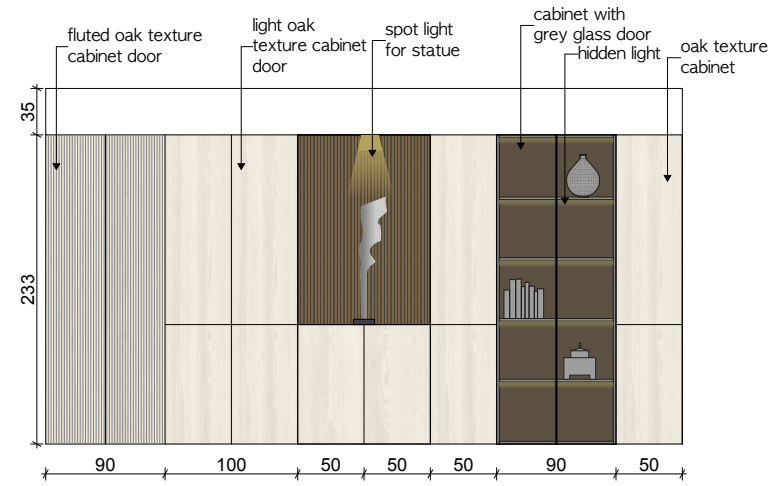 fluted oak texture
cabinet door
light oak
texture cabinet
door
spot light
for statue
cabinet with
grey glass door
hidden light
oak texture
cabinet
35
233
90
100
50
50
50
90
50